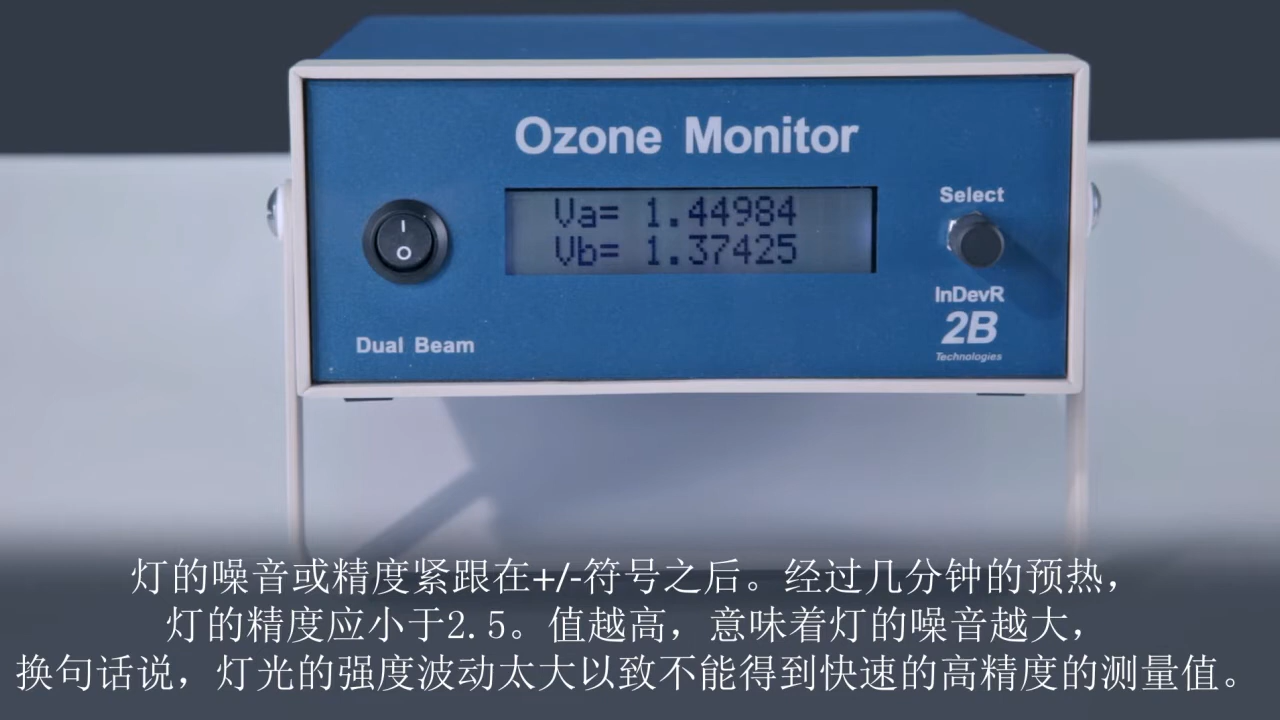 Ozone Monitor
Va= 1.44984
Vb= 1.37425
Select
I
O
InDevR
2B
Technologies
Dual Beam
灯的噪音或精度紧跟在+/-符号之后。经过几分钟的预热，
灯的精度应小于2.5。值越高，意味着灯的噪音越大，
换句话说，灯光的强度波动太大以致不能得到快速的高精度的测量值。